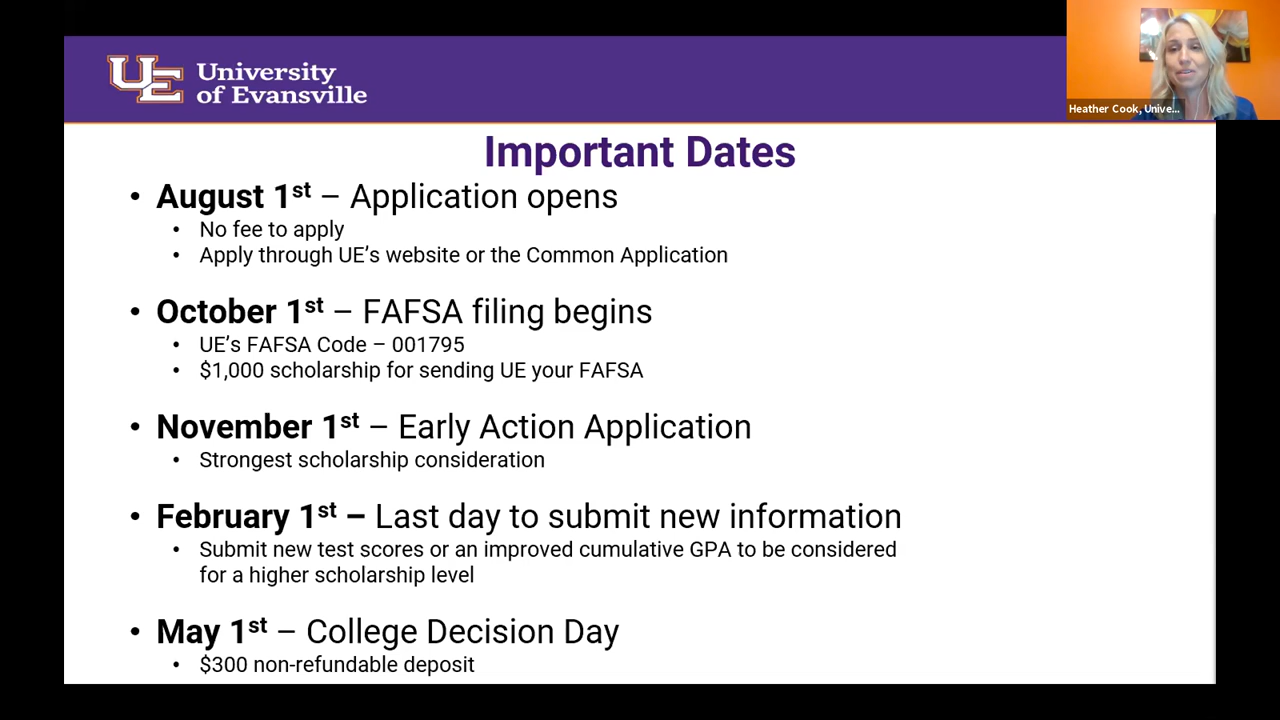 UE University
of Evansville
Heather Cook, Unive...
Important Dates
• August 1st – Application opens
• No fee to apply
• Apply through UE’s website or the Common Application
• October 1st – FAFSA filing begins
• UE’s FAFSA Code – 001795
• $1,000 scholarship for sending UE your FAFSA
• November 1st – Early Action Application
• Strongest scholarship consideration
• February 1st – Last day to submit new information
• Submit new test scores or an improved cumulative GPA to be considered
for a higher scholarship level
• May 1st – College Decision Day
• $300 non-refundable deposit